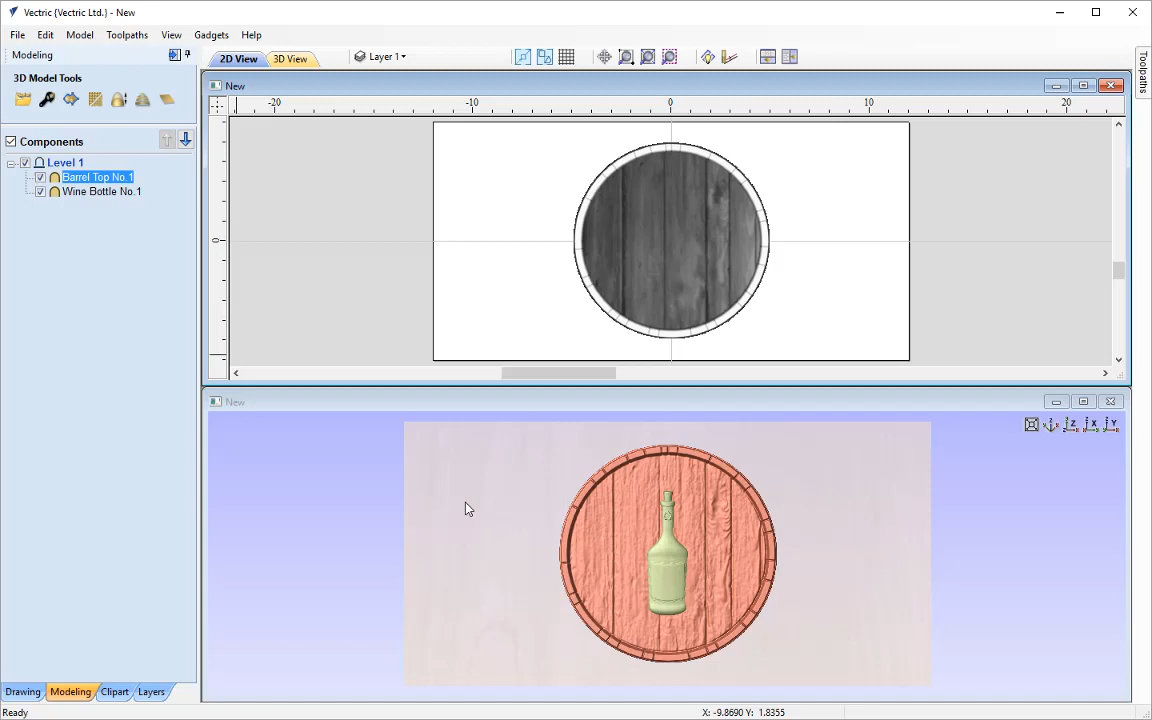 Vectric {Vectric Ltd.} - New
File Edit Model Toolpaths View Gadgets Help
Modeling
2D View 3D View Layer 1
3D Model Tools
Toolpaths
New
-20 -10 0 10 20
Components
Level 1
Barrel Top No.1
Wine Bottle No.1
0
New
Z X Y
Drawing Modeling Clipart Layers
Ready X: -9.8690 Y: 1.8355